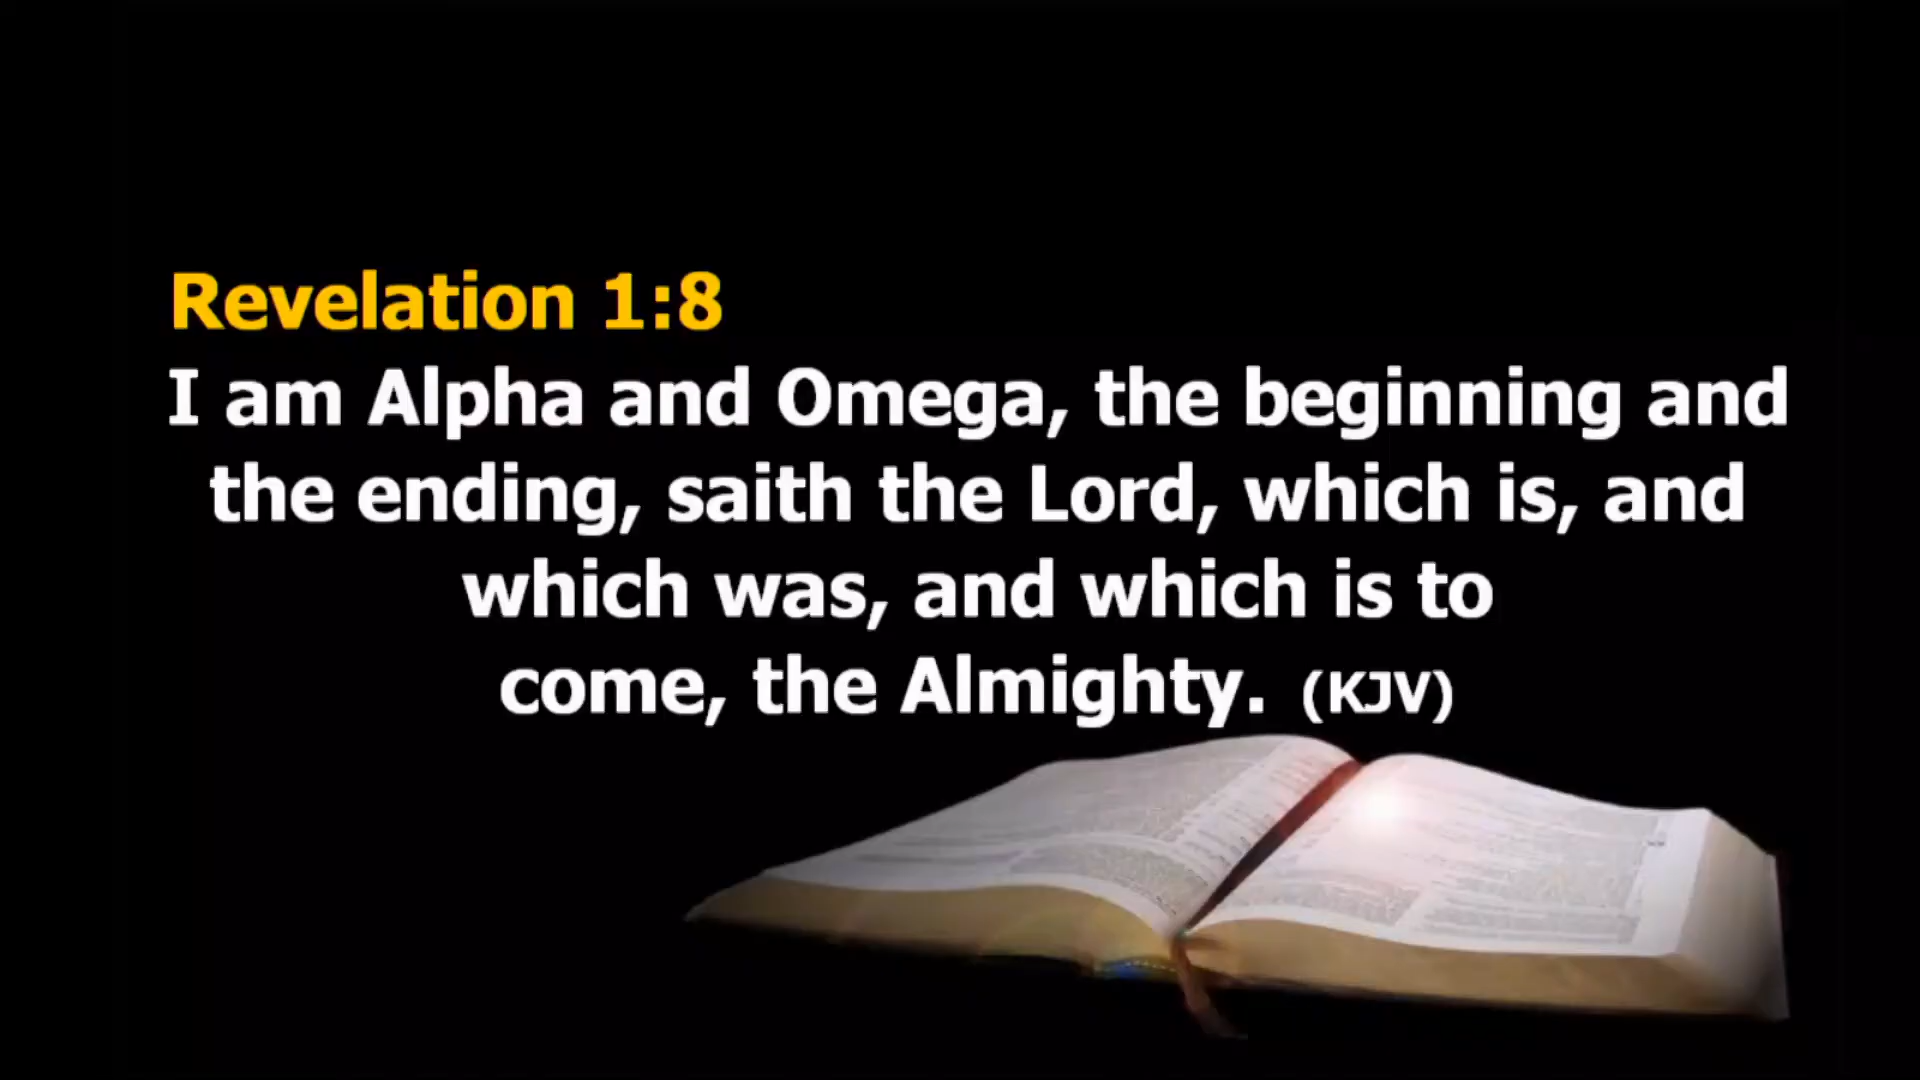 Revelation 1:8
I am Alpha and Omega, the beginning and
the ending, saith the Lord, which is, and
which was, and which is to
come, the Almighty. (KJV)